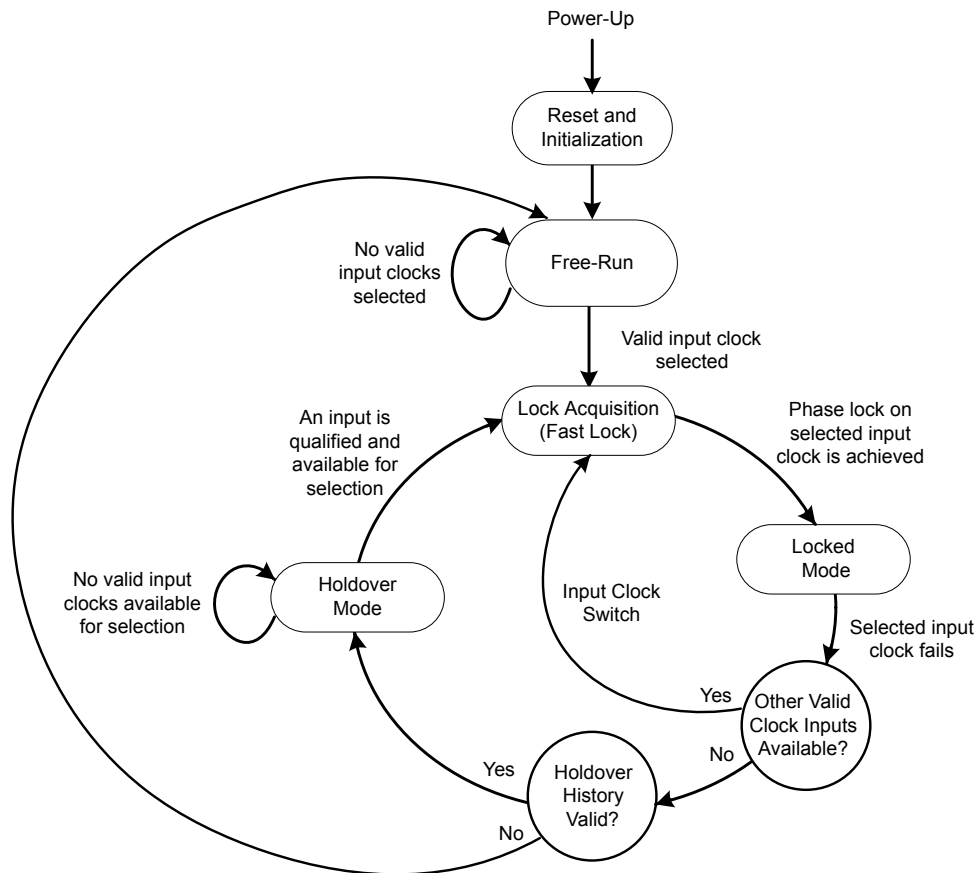 Power-Up
Reset and
Initialization
No valid
input clocks
selected
Free-Run
Valid input clock
selected
An input is
qualified and
available for
selection
Lock Acquisition
(Fast Lock)
Phase lock on
selected input
clock is achieved
No valid input
clocks available
for selection
Holdover
Mode
Input Clock
Switch
Locked
Mode
Selected input
clock fails
Yes
Other Valid
Clock Inputs
Available?
No
Yes
Holdover
History
Valid?
No